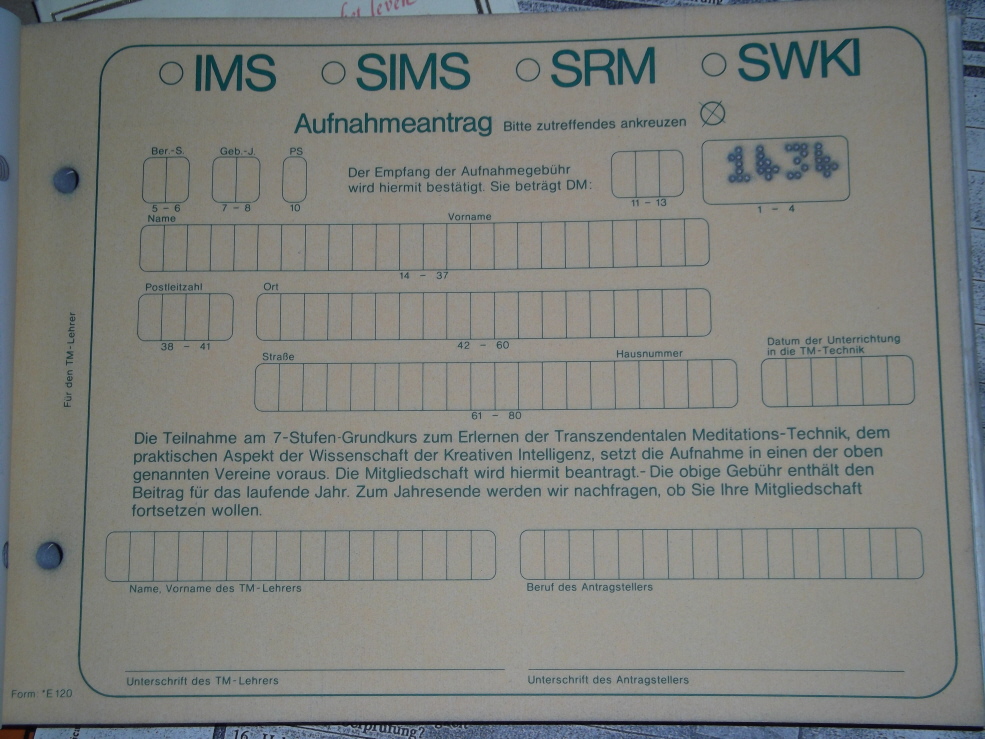 her leven
IMS SIMS SRM SWKI
Aufnahmeantrag Bitte zutreffendes ankreuzen
Ber.-S. Geb.-J. PS
Der Empfang der Aufnahmegebühr
wird hiermit bestätigt. Sie beträgt DM:
1434
5 - 6 7 - 8 10 11 - 13 1 - 4
Name Vorname
14 - 37
Postleitzahl Ort
38 - 41 42 - 60
Straße Hausnummer
Datum der Unterrichtung
in die TM-Technik
61 - 80
Für den TM-Lehrer
Die Teilnahme am 7-Stufen-Grundkurs zum Erlernen der Transzendentalen Meditations-Technik, dem
praktischen Aspekt der Wissenschaft der Kreativen Intelligenz, setzt die Aufnahme in einen der oben
genannten Vereine voraus. Die Mitgliedschaft wird hiermit beantragt.- Die obige Gebühr enthält den
Beitrag für das laufende Jahr. Zum Jahresende werden wir nachfragen, ob Sie Ihre Mitgliedschaft
fortsetzen wollen.
Name, Vorname des TM-Lehrers Beruf des Antragstellers
Unterschrift des TM-Lehrers Unterschrift des Antragstellers
Form: *E 120
16.